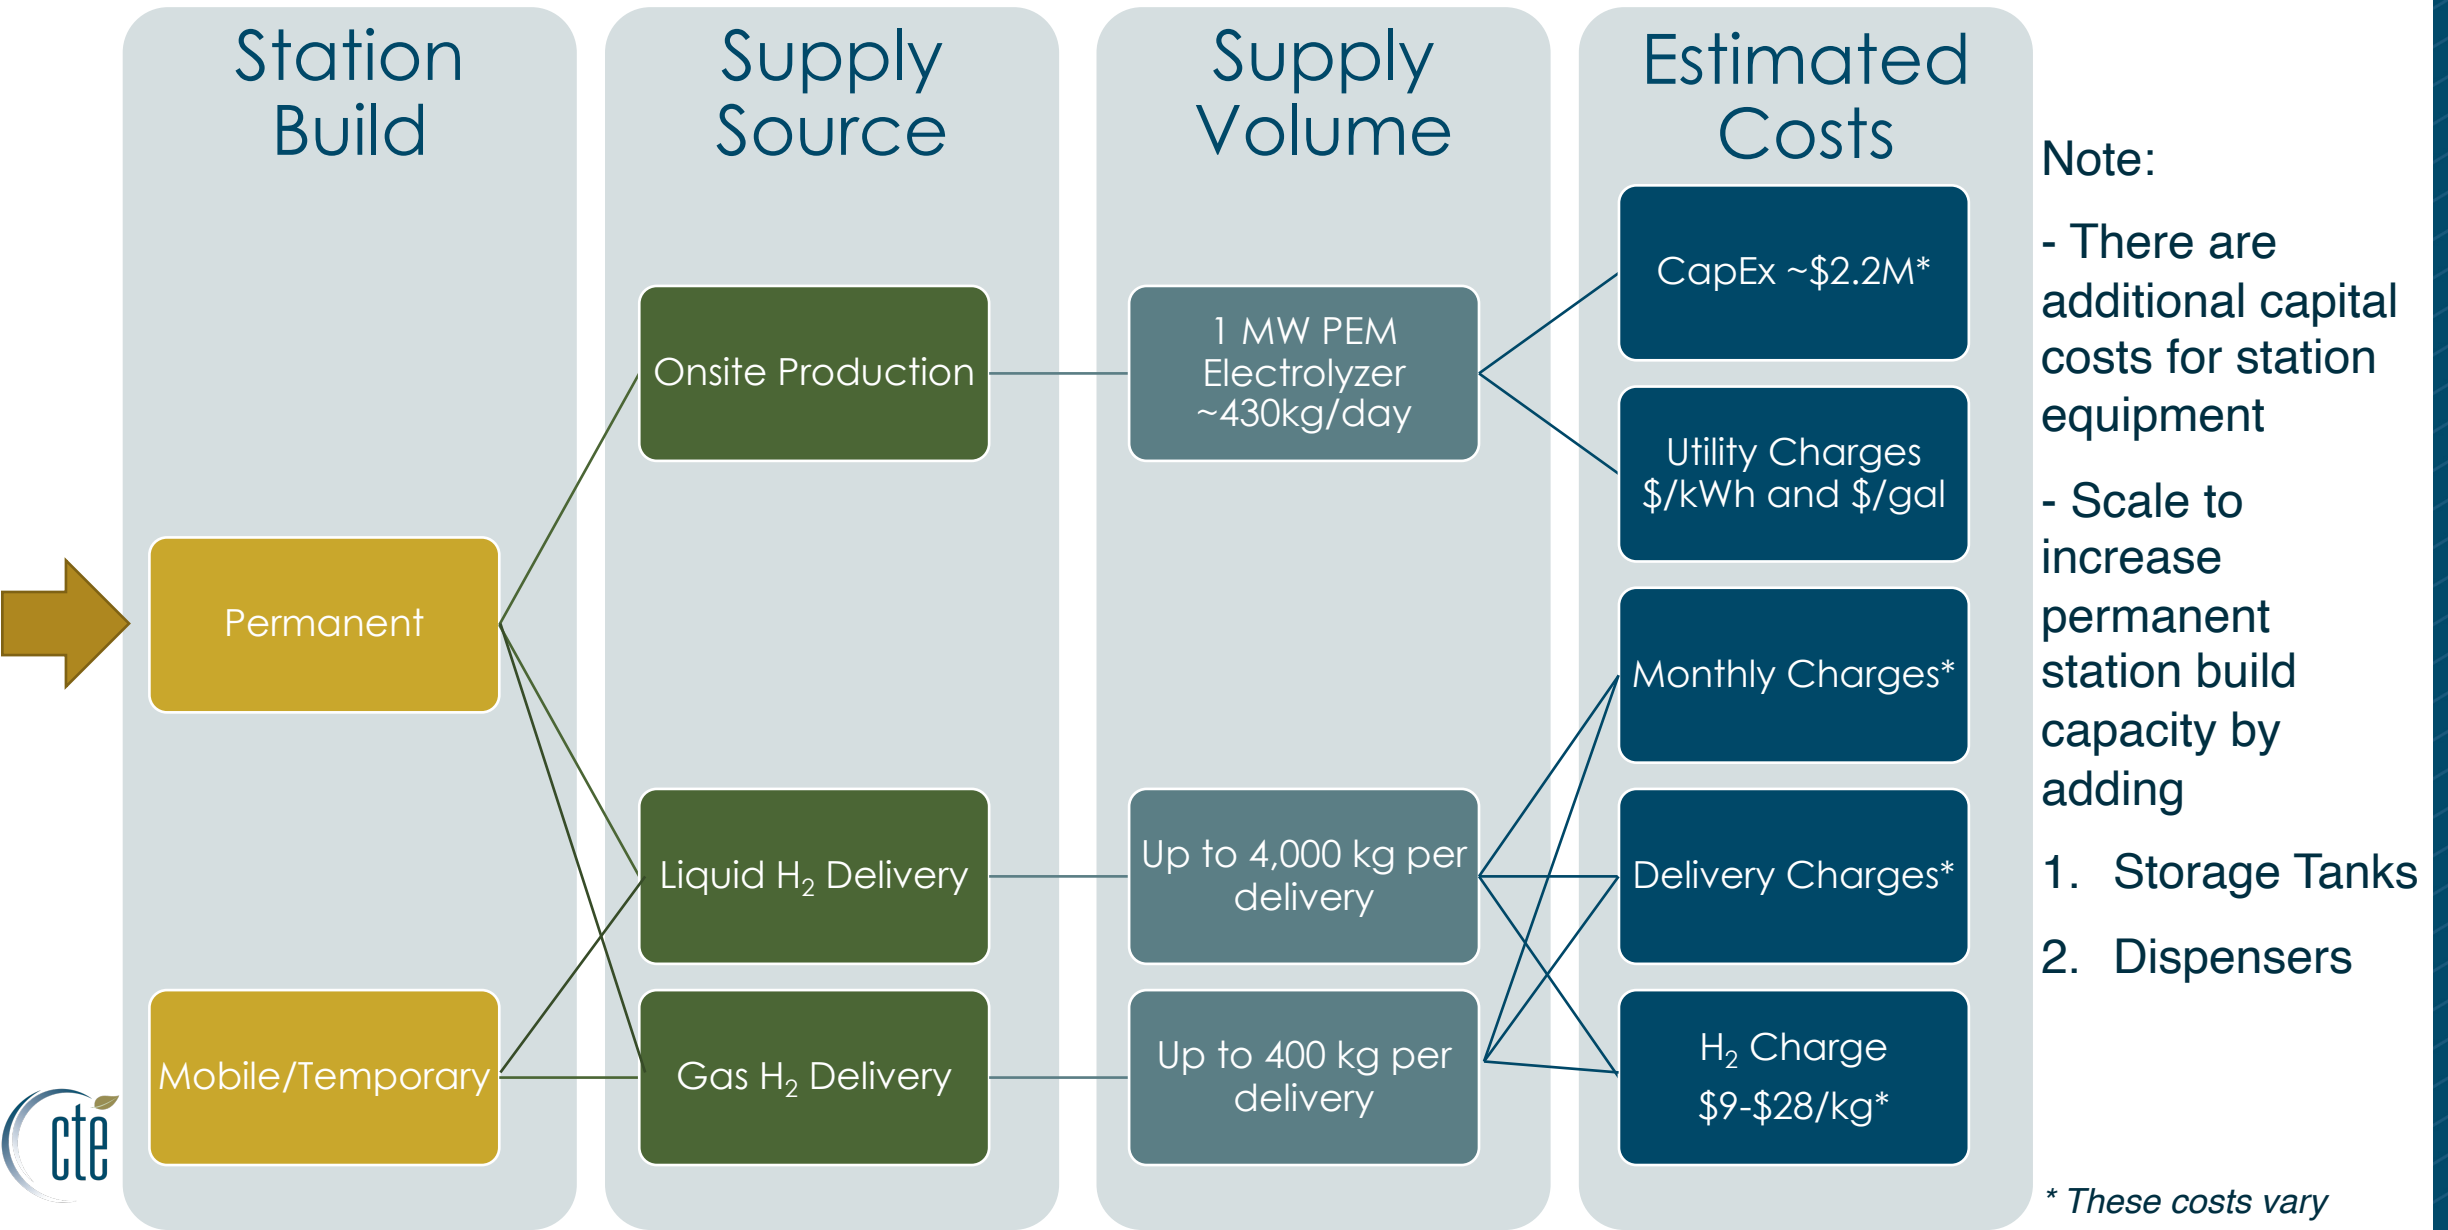 Station
Build
Supply
Source
Supply
Volume
Estimated
Costs
Permanent
Mobile/Temporary
Onsite Production
Liquid H₂ Delivery
Gas H₂ Delivery
1 MW PEM
Electrolyzer
~430kg/day
Up to 4,000 kg per
delivery
Up to 400 kg per
delivery
CapEx ~$2.2M*
Utility Charges
$/kWh and $/gal
Monthly Charges*
Delivery Charges*
H₂ Charge
$9-$28/kg*
Note:
- There are
additional capital
costs for station
equipment
- Scale to
increase
permanent
station build
capacity by
adding
1. Storage Tanks
2. Dispensers
* These costs vary
cte